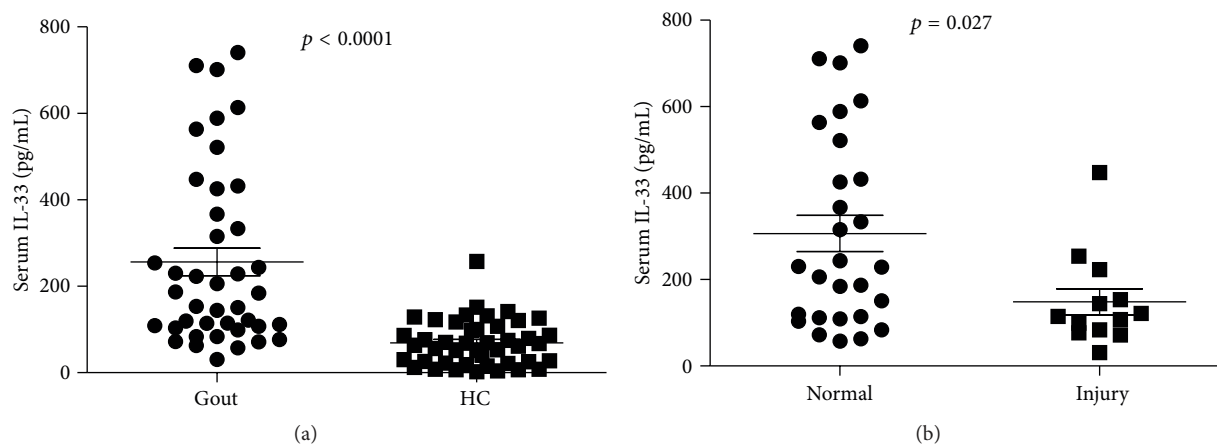 800
600
400
200
0
Serum IL-33 (pg/mL)
p < 0.0001
Gout HC
(a)
800
600
400
200
0
Serum IL-33 (pg/mL)
p = 0.027
Normal Injury
(b)